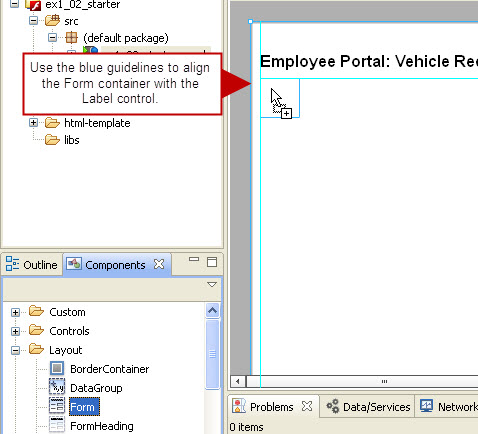 ex1_02_starter
src
(default package)
Use the blue guidelines to align
the Form container with the
Label control.
html-template
libs
Employee Portal: Vehicle Re
Outline
Components
Custom
Controls
Layout
BorderContainer
DataGroup
Form
FormHeading
Problems
Data/Services
Network
0 items